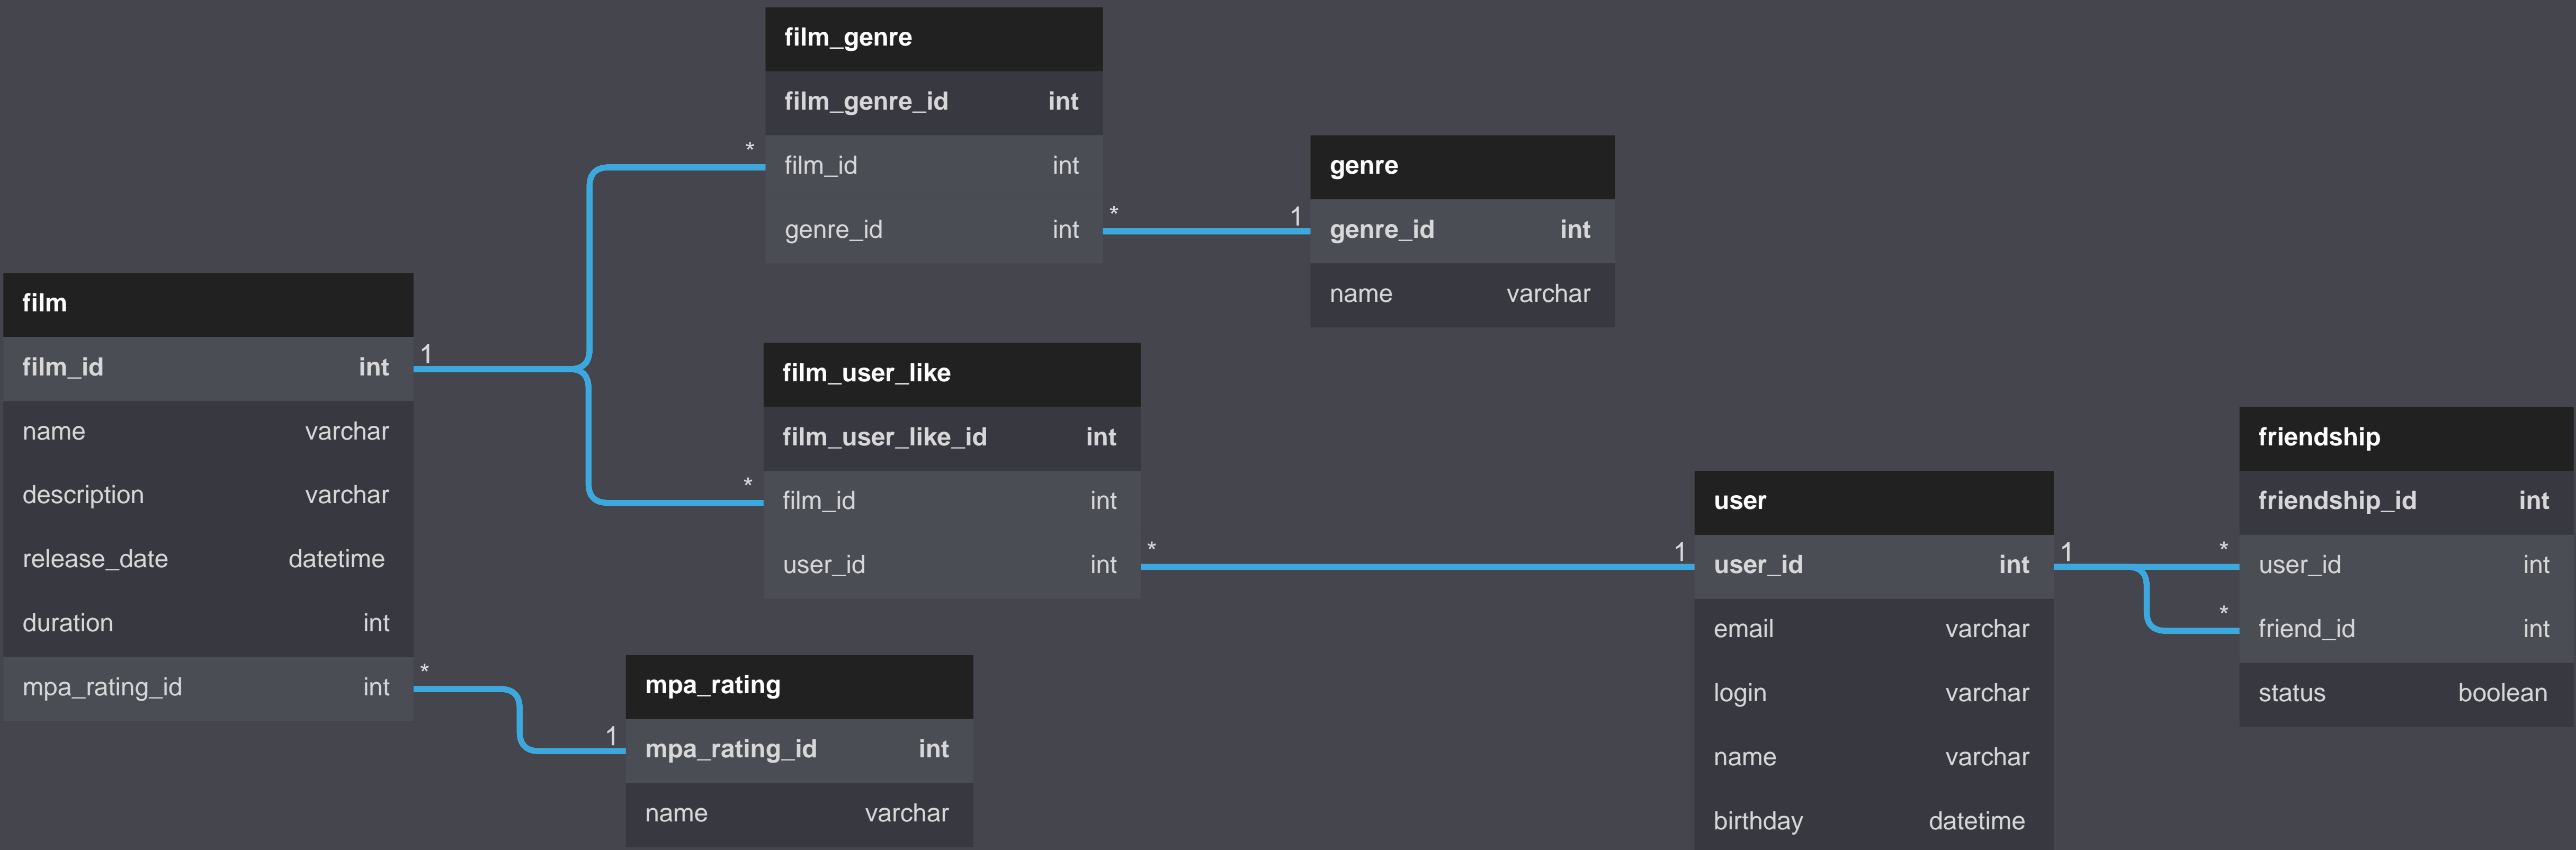 film_genre
film_genre_id int
* film_id int
genre_id int *
1
genre
genre_id int
name varchar
film
film_id int 1
name varchar
description varchar
release_date datetime
duration int
mpa_rating_id int *
film_user_like
film_user_like_id int
* film_id int
user_id int *
1
mpa_rating
mpa_rating_id int
name varchar
1
user
user_id int 1
email varchar
login varchar
name varchar
birthday datetime
friendship
friendship_id int
* user_id int
* friend_id int
status boolean